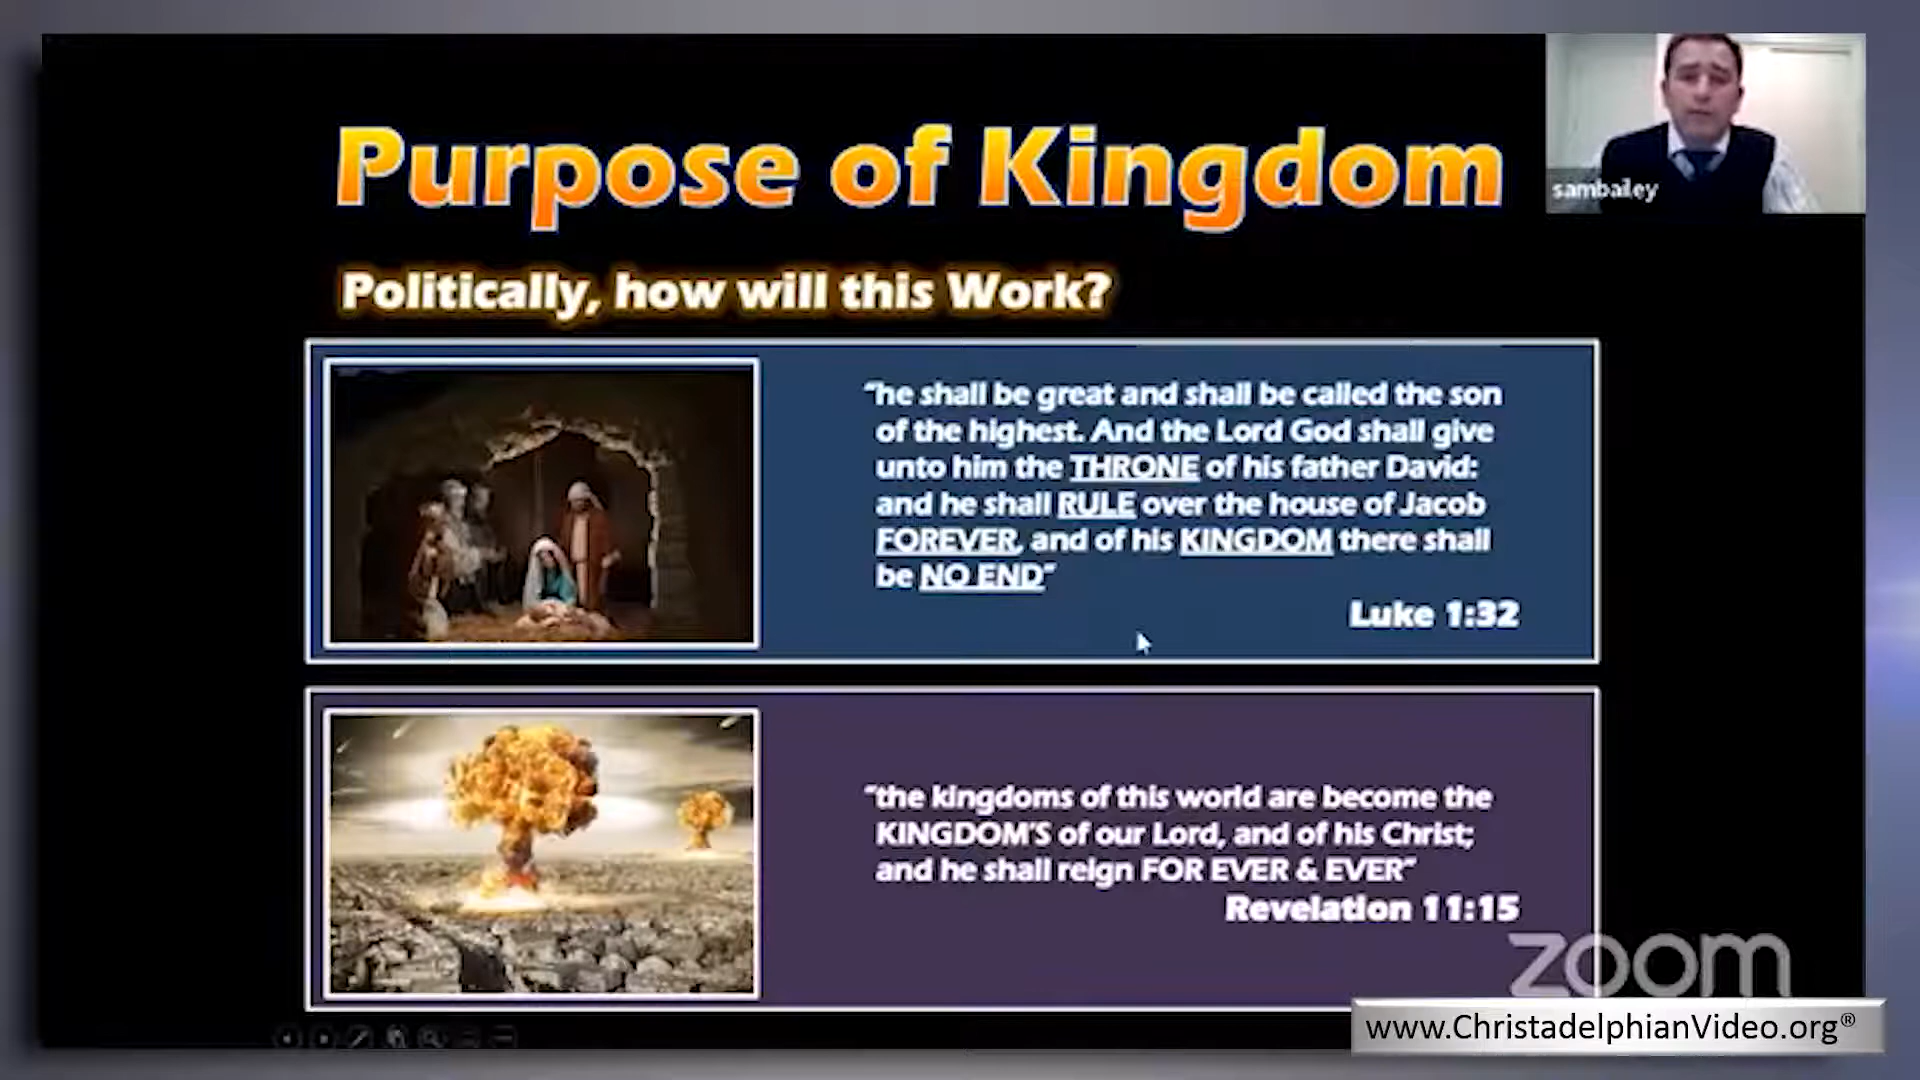 Purpose of Kingdom
sambailey
Politically, how will this Work?
"he shall be great and shall be called the son
of the highest. And the Lord God shall give
unto him the THRONE of his father David:
and he shall RULE over the house of Jacob
FOREVER, and of his KINGDOM there shall
be NO END"
Luke 1:32
"the kingdoms of this world are become the
KINGDOM'S of our Lord, and of his Christ;
and he shall reign FOR EVER & EVER"
Revelation 11:15
zoom
www.ChristadelphianVideo.org®